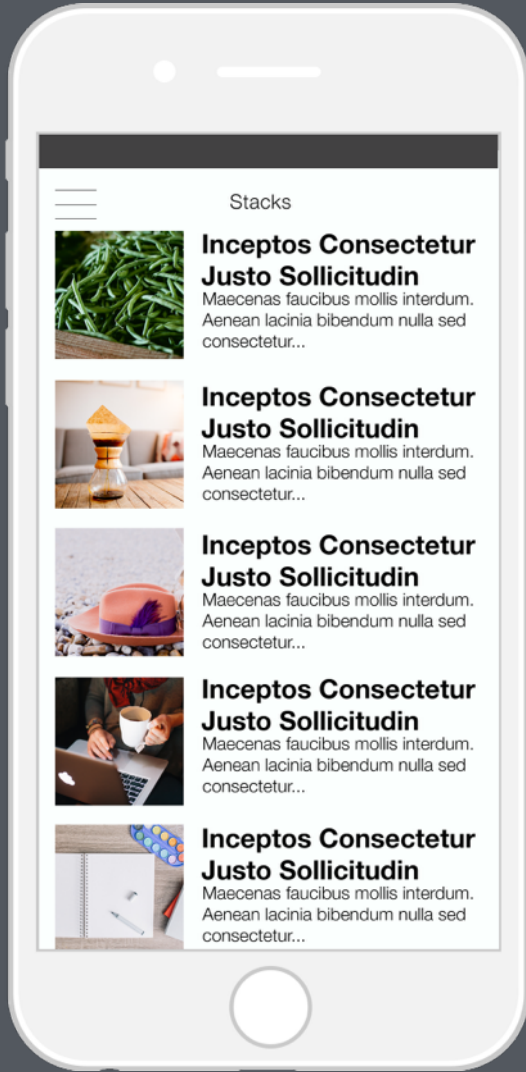 Stacks
Inceptos Consectetur
Justo Sollicitudin
Maecenas faucibus mollis interdum.
Aenean lacinia bibendum nulla sed
consectetur...
Inceptos Consectetur
Justo Sollicitudin
Maecenas faucibus mollis interdum.
Aenean lacinia bibendum nulla sed
consectetur...
Inceptos Consectetur
Justo Sollicitudin
Maecenas faucibus mollis interdum.
Aenean lacinia bibendum nulla sed
consectetur...
Inceptos Consectetur
Justo Sollicitudin
Maecenas faucibus mollis interdum.
Aenean lacinia bibendum nulla sed
consectetur...
Inceptos Consectetur
Justo Sollicitudin
Maecenas faucibus mollis interdum.
Aenean lacinia bibendum nulla sed
consectetur...